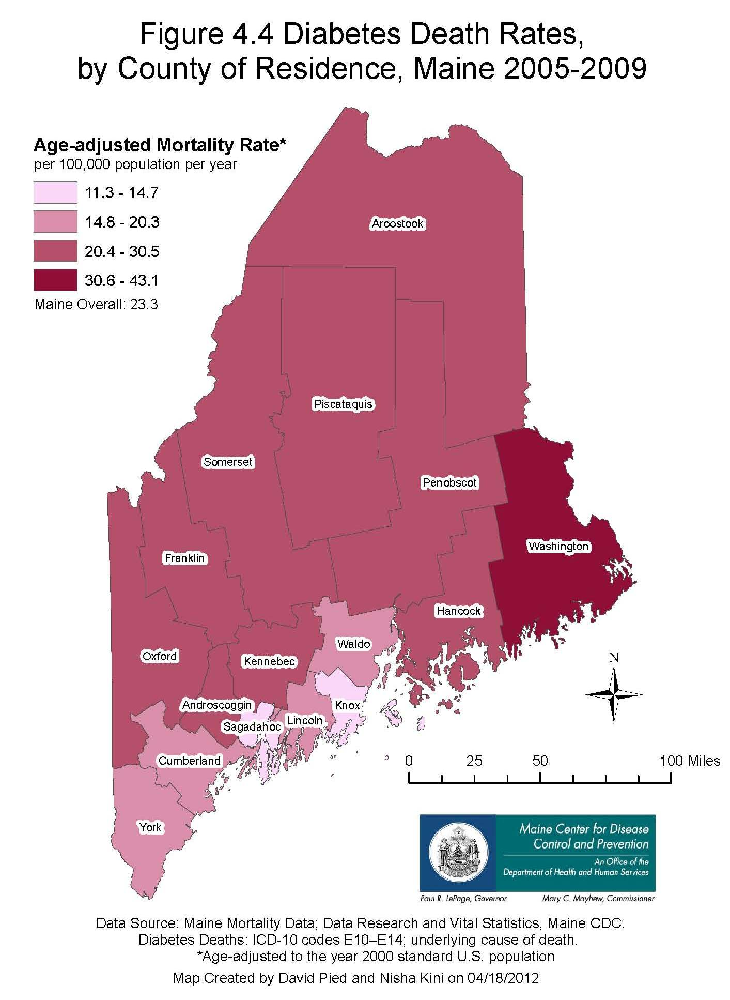 Figure 4.4 Diabetes Death Rates,
by County of Residence, Maine 2005-2009
Age-adjusted Mortality Rate*
per 100,000 population per year
11.3 - 14.7
14.8 - 20.3
20.4 - 30.5
30.6 - 43.1
Maine Overall: 23.3
Aroostook
Piscataquis
Somerset
Penobscot
Washington
Franklin
Hancock
Waldo
Oxford
Kennebec
N
Androscoggin
Knox
Lincoln
Sagadahoc
Cumberland
0 25 50 100 Miles
York
Maine Center for Disease
Control and Prevention
An Office of the
Department of Health and Human Services
Paul R. LePage, Governor Mary C. Mayhew, Commissioner
Data Source: Maine Mortality Data; Data Research and Vital Statistics, Maine CDC.
Diabetes Deaths: ICD-10 codes E10–E14; underlying cause of death.
*Age-adjusted to the year 2000 standard U.S. population
Map Created by David Pied and Nisha Kini on 04/18/2012